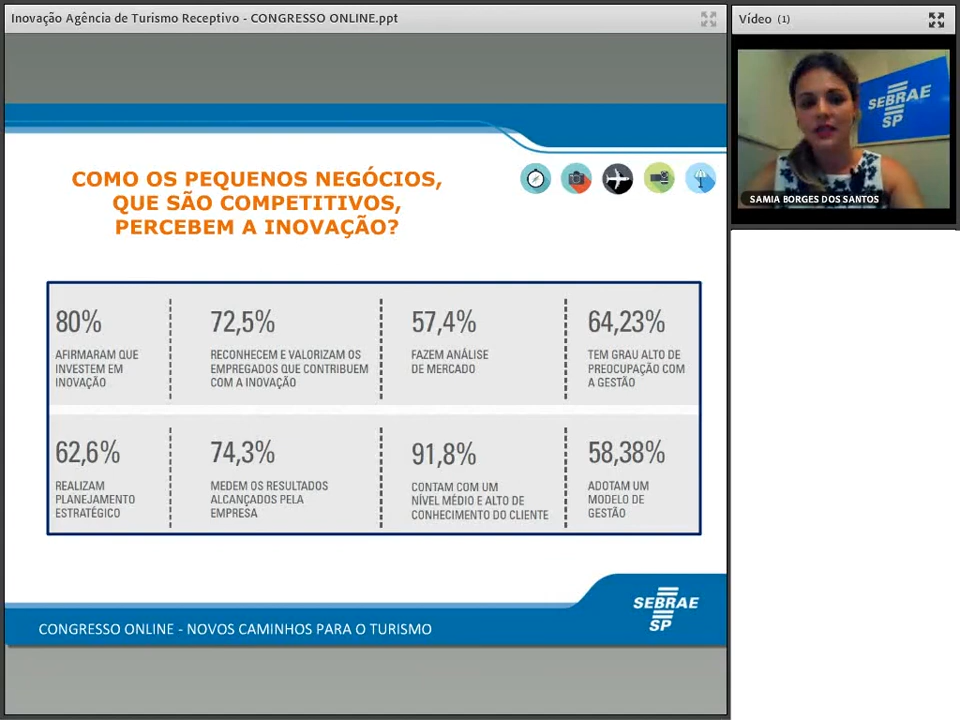 Inovação Agência de Turismo Receptivo - CONGRESSO ONLINE.ppt
Vídeo (1)
SEBRAE
SP
SAMIA BORGES DOS SANTOS
COMO OS PEQUENOS NEGÓCIOS,
QUE SÃO COMPETITIVOS,
PERCEBEM A INOVAÇÃO?
80%
AFIRMARAM QUE
INVESTEM EM
INOVAÇÃO
72,5%
RECONHECEM E VALORIZAM OS
EMPREGADOS QUE CONTRIBUEM
COM A INOVAÇÃO
57,4%
FAZEM ANÁLISE
DE MERCADO
64,23%
TEM GRAU ALTO DE
PREOCUPAÇÃO COM
A GESTÃO
62,6%
REALIZAM
PLANEJAMENTO
ESTRATÉGICO
74,3%
MEDEM OS RESULTADOS
ALCANÇADOS PELA
EMPRESA
91,8%
CONTAM COM UM
NÍVEL MÉDIO E ALTO DE
CONHECIMENTO DO CLIENTE
58,38%
ADOTAM UM
MODELO DE
GESTÃO
CONGRESSO ONLINE - NOVOS CAMINHOS PARA O TURISMO
SEBRAE
SP